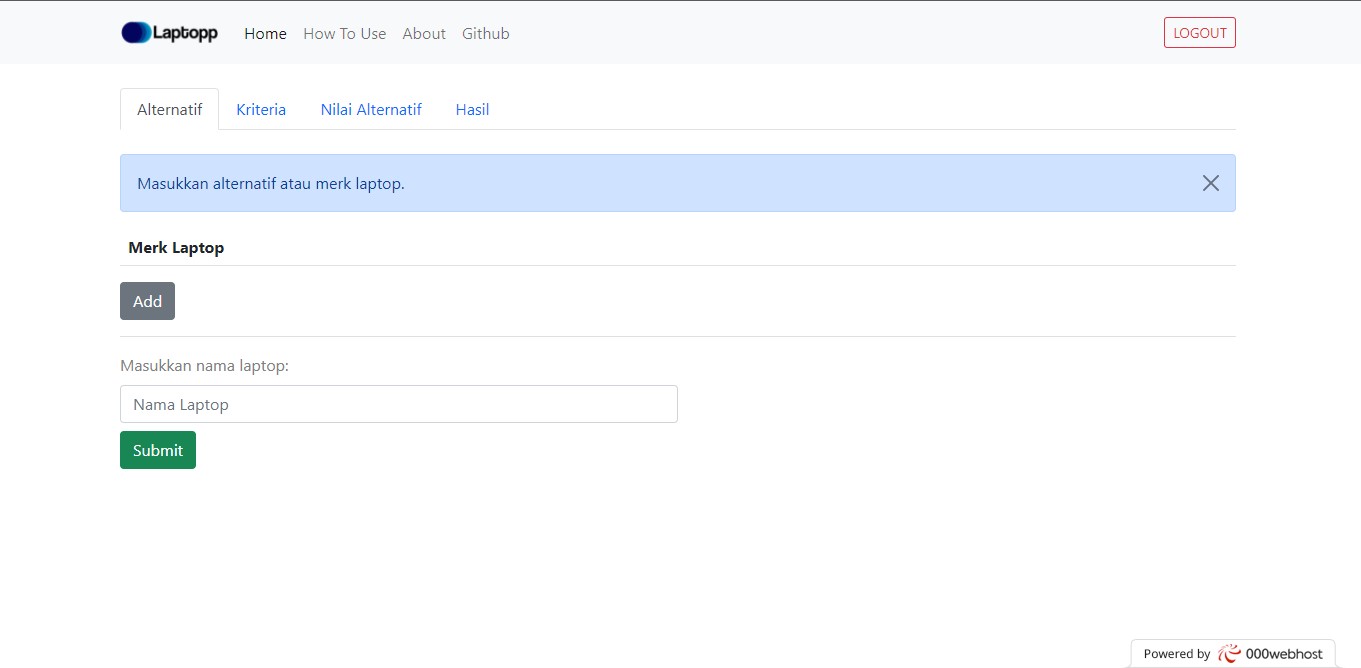 Laptopp Home How To Use About Github LOGOUT
Alternatif Kriteria Nilai Alternatif Hasil
Masukkan alternatif atau merk laptop.
Merk Laptop
Add
Masukkan nama laptop:
Nama Laptop
Submit
Powered by 000webhost